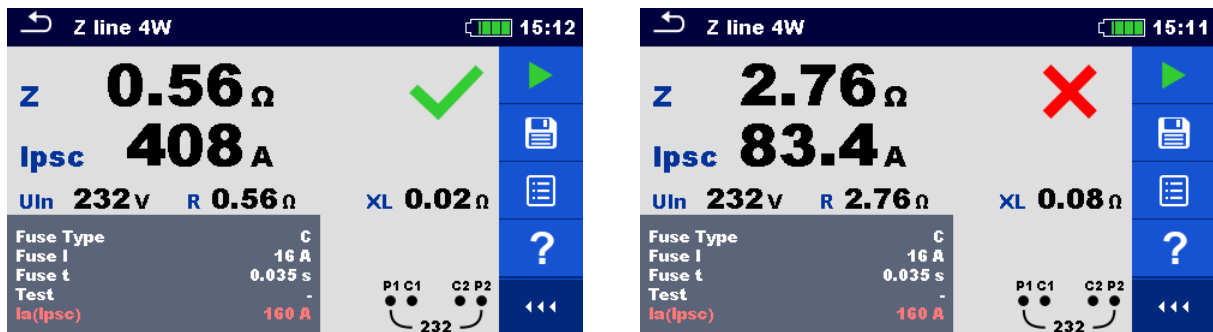 Z line 4W 15:12
Z 0.56 Ω
Ipsc 408 A
Uln 232 V R 0.56 Ω XL 0.02 Ω
Fuse Type C
Fuse I 16 A
Fuse t 0.035 s
Test -
Ia(Ipsc) 160 A
P1 C1 C2 P2
232
?
Z line 4W 15:11
Z 2.76 Ω
Ipsc 83.4 A
Uln 232 V R 2.76 Ω XL 0.08 Ω
Fuse Type C
Fuse I 16 A
Fuse t 0.035 s
Test -
Ia(Ipsc) 160 A
P1 C1 C2 P2
232
?